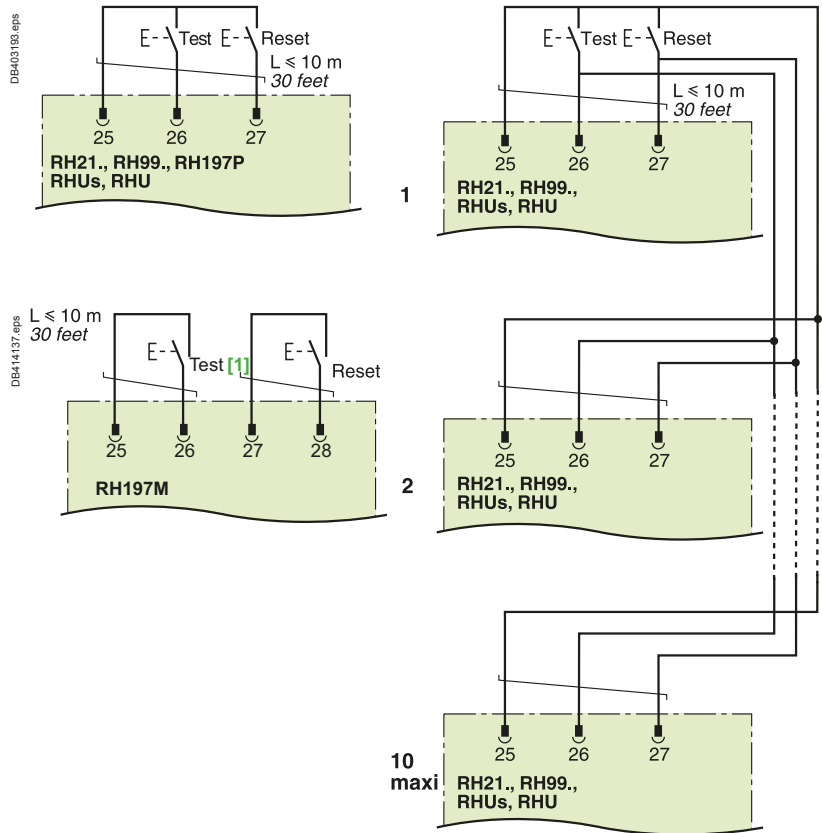 DB403193.eps
E Test E Reset
L ⩽ 10 m
30 feet
25 26 27
RH21., RH99., RH197P
RHUs, RHU
DB414137.eps
L ⩽ 10 m
30 feet
E Test [1] E Reset
25 26 27 28
RH197M
E Test E Reset
L ⩽ 10 m
30 feet
25 26 27
1
RH21., RH99.,
RHUs, RHU
25 26 27
2
RH21., RH99.,
RHUs, RHU
25 26 27
10
maxi
RH21., RH99.,
RHUs, RHU